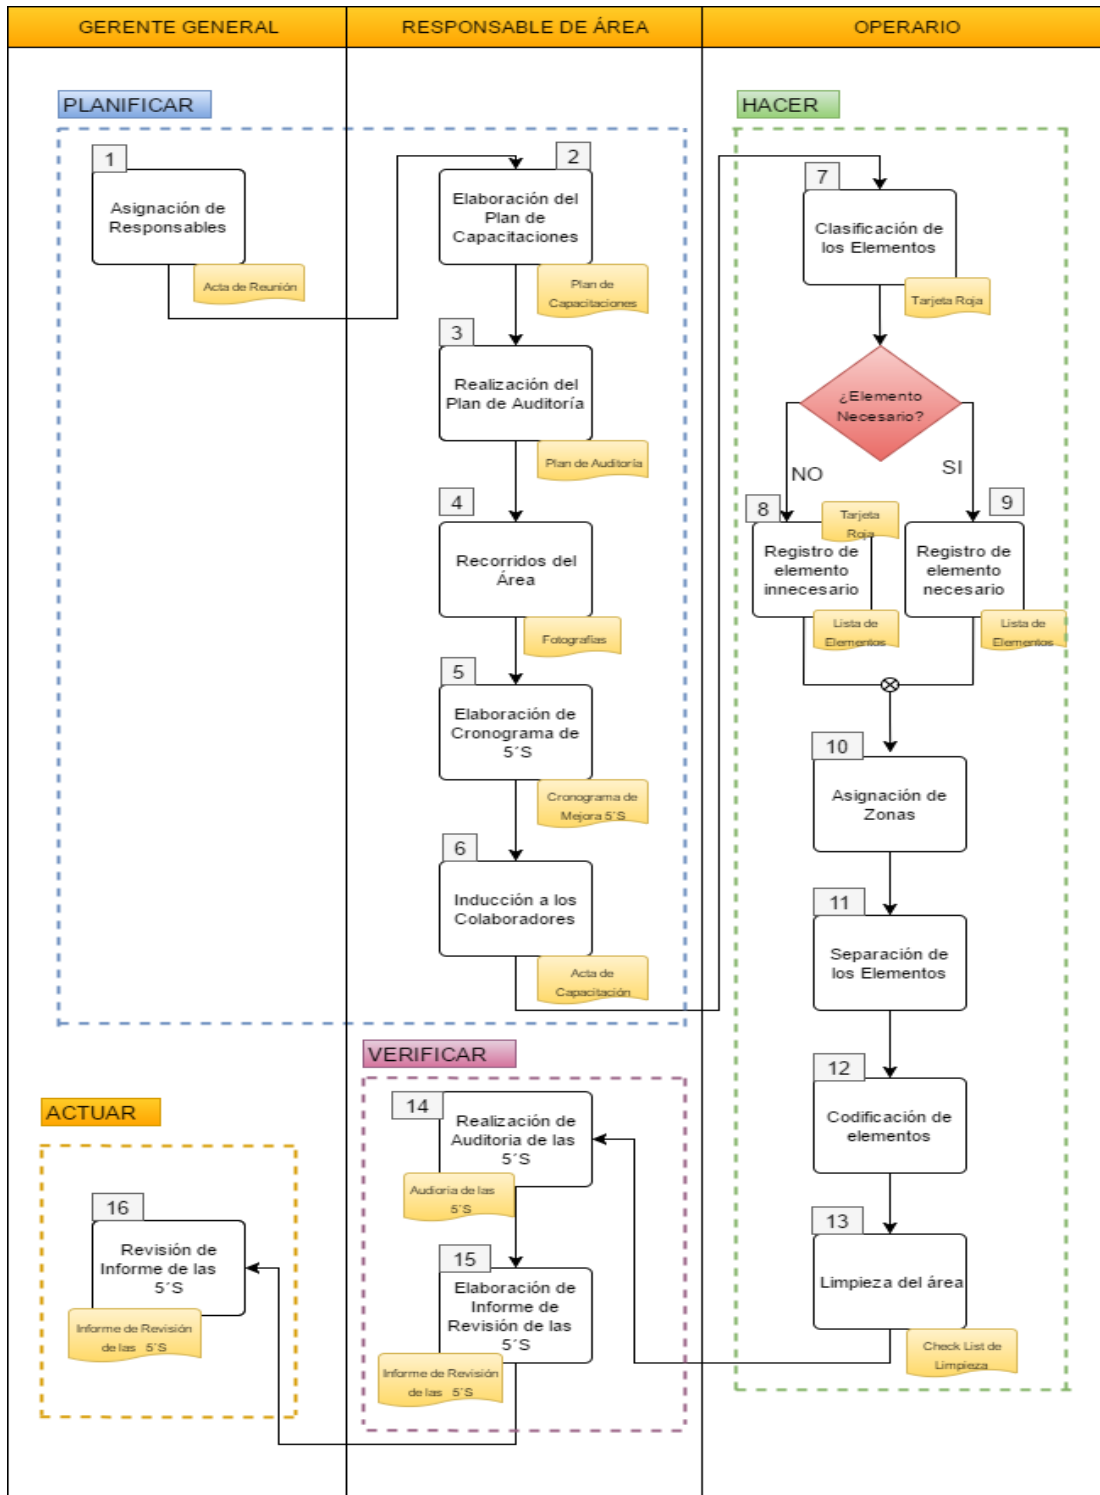 GERENTE GENERAL
RESPONSABLE DE ÁREA
OPERARIO
PLANIFICAR
1
Asignación de
Responsables
Acta de Reunión
2
Elaboración del
Plan de
Capacitaciones
Plan de
Capacitaciones
3
Realización del
Plan de Auditoría
Plan de Auditoría
4
Recorridos del
Área
Fotografías
5
Elaboración de
Cronograma de
5´S
Cronograma de
Mejora 5´S
6
Inducción a los
Colaboradores
Acta de
Capacitación
HACER
7
Clasificación de
los Elementos
Tarjeta Roja
¿Elemento
Necesario?
NO
SI
8
Tarjeta
Roja
Registro de
elemento
innecesario
Lista de
Elementos
9
Registro de
elemento
necesario
Lista de
Elementos
10
Asignación de
Zonas
11
Separación de
los Elementos
12
Codificación de
elementos
13
Limpieza del área
Check List de
Limpieza
VERIFICAR
14
Realización de
Auditoria de las
5´S
Audioria de las
5´S
15
Elaboración de
Informe de
Revisión de las
5´S
Informe de Revisión
de las 5´S
ACTUAR
16
Revisión de
Informe de las
5´S
Informe de Revisión
de las 5´S